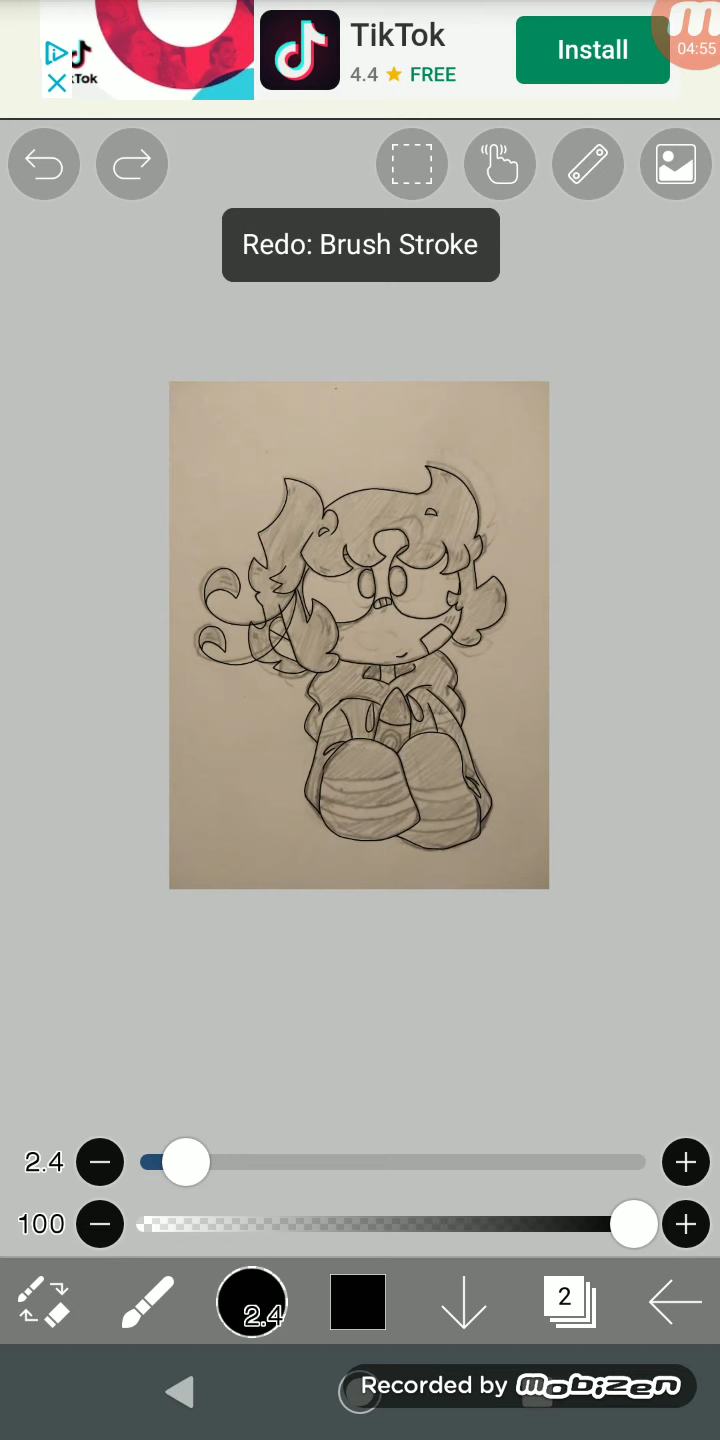 TikTok
Install
04:55
kTok
4.4 ★ FREE
Redo: Brush Stroke
2.4
100
2.4
2
Recorded by mobizen